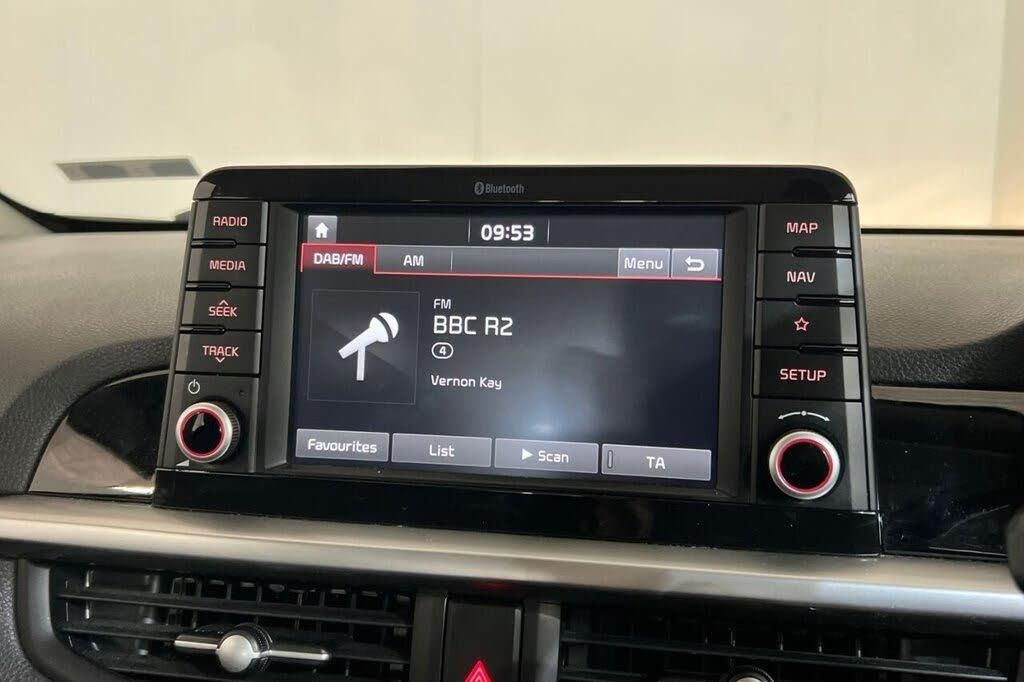 Bluetooth
RADIO
MEDIA
SEEK
TRACK
09:53
DAB/FM
AM
Menu
FM
BBC R2
4
Vernon Kay
Favourites
List
Scan
TA
MAP
NAV
SETUP